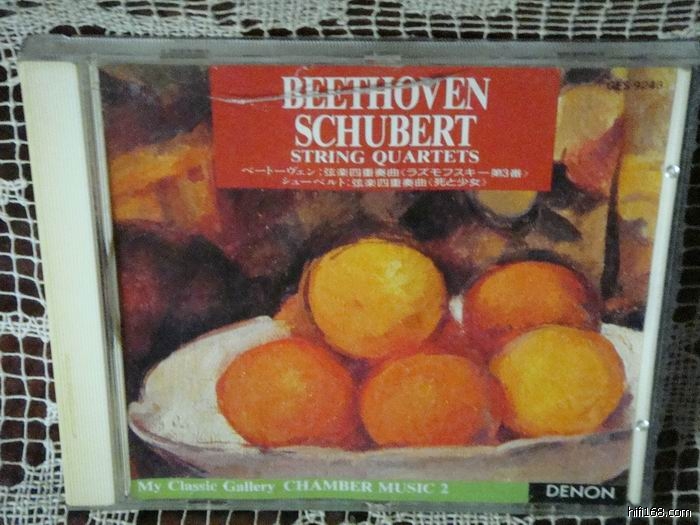 BEETHOVEN
SCHUBERT
STRING QUARTETS
ベートーヴェン：弦楽四重奏曲《ラズモフスキー第3番》
シューベルト：弦楽四重奏曲《死と少女》
GES-9240
My Classic Gallery CHAMBER MUSIC 2
DENON
hifi168.com